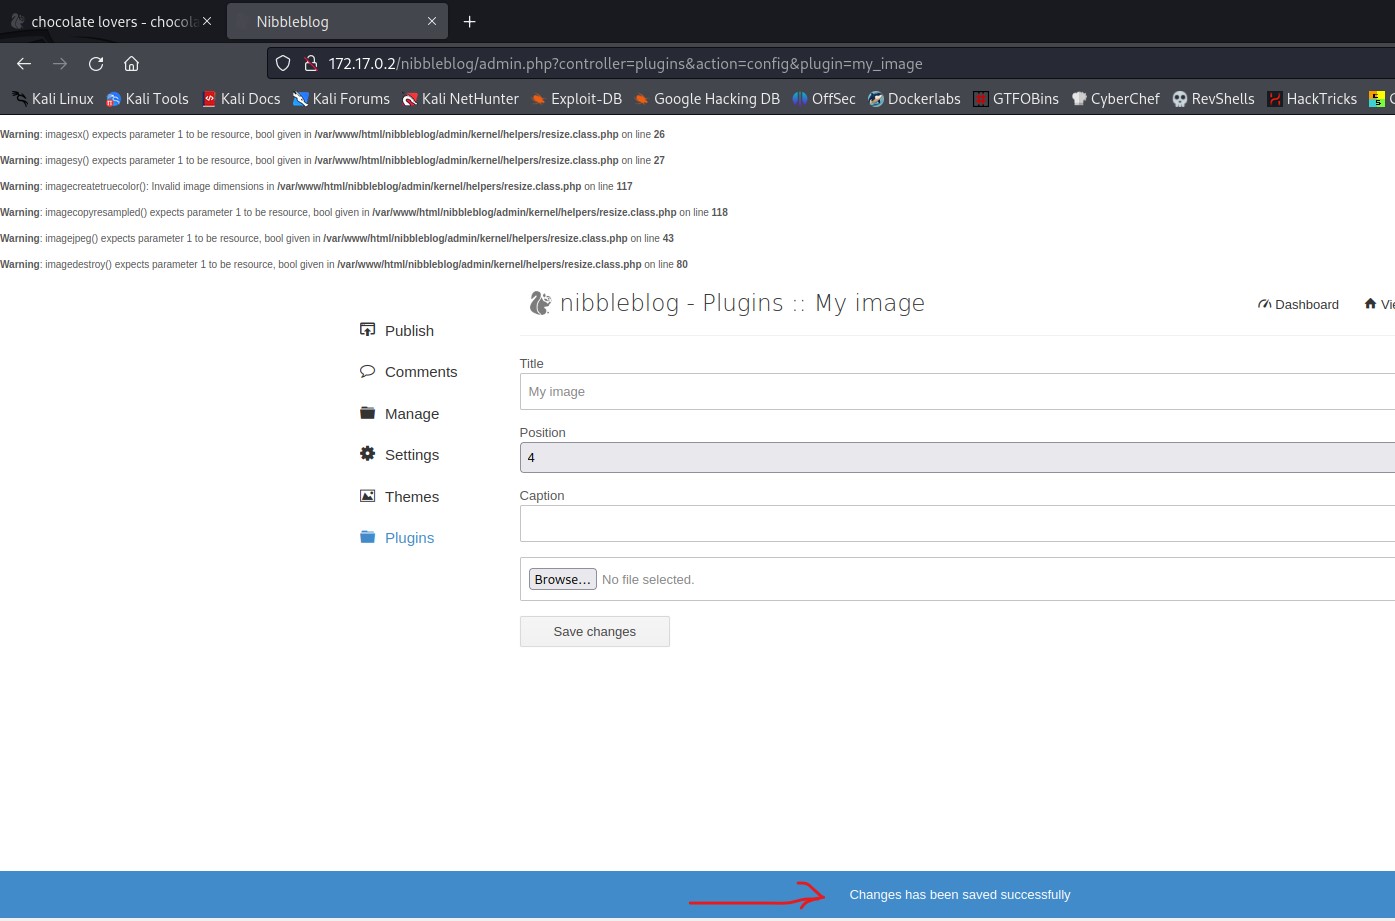 chocolate lovers - chocola
Nibbleblog
172.17.0.2/nibbleblog/admin.php?controller=plugins&action=config&plugin=my_image
Kali Linux Kali Tools Kali Docs Kali Forums Kali NetHunter Exploit-DB Google Hacking DB OffSec Dockerlabs GTFOBins CyberChef RevShells HackTricks
Warning: imagesx() expects parameter 1 to be resource, bool given in /var/www/html/nibbleblog/admin/kernel/helpers/resize.class.php on line 26
Warning: imagesy() expects parameter 1 to be resource, bool given in /var/www/html/nibbleblog/admin/kernel/helpers/resize.class.php on line 27
Warning: imagecreatetruecolor(): Invalid image dimensions in /var/www/html/nibbleblog/admin/kernel/helpers/resize.class.php on line 117
Warning: imagecopyresampled() expects parameter 1 to be resource, bool given in /var/www/html/nibbleblog/admin/kernel/helpers/resize.class.php on line 118
Warning: imagejpeg() expects parameter 1 to be resource, bool given in /var/www/html/nibbleblog/admin/kernel/helpers/resize.class.php on line 43
Warning: imagedestroy() expects parameter 1 to be resource, bool given in /var/www/html/nibbleblog/admin/kernel/helpers/resize.class.php on line 80
nibbleblog - Plugins :: My image
Dashboard
Publish
Comments
Manage
Settings
Themes
Plugins
Title
My image
Position
4
Caption
Browse... No file selected.
Save changes
Changes has been saved successfully